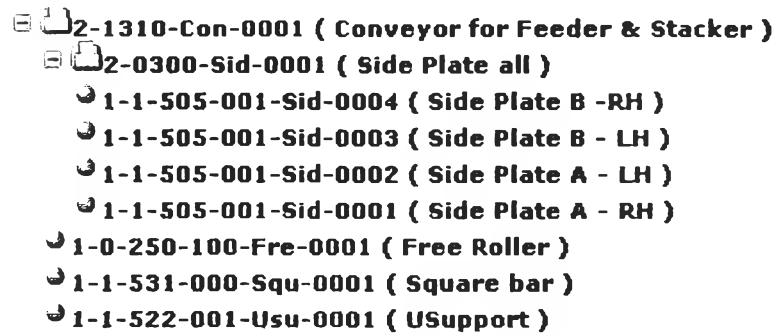 2-1310-Con-0001 ( Conveyor for Feeder & Stacker )
2-0300-Sid-0001 ( Side Plate all )
1-1-505-001-Sid-0004 ( Side Plate B -RH )
1-1-505-001-Sid-0003 ( Side Plate B - LH )
1-1-505-001-Sid-0002 ( Side Plate A - LH )
1-1-505-001-Sid-0001 ( Side Plate A - RH )
1-0-250-100-Fre-0001 ( Free Roller )
1-1-531-000-Squ-0001 ( Square bar )
1-1-522-001-Usu-0001 ( USupport )